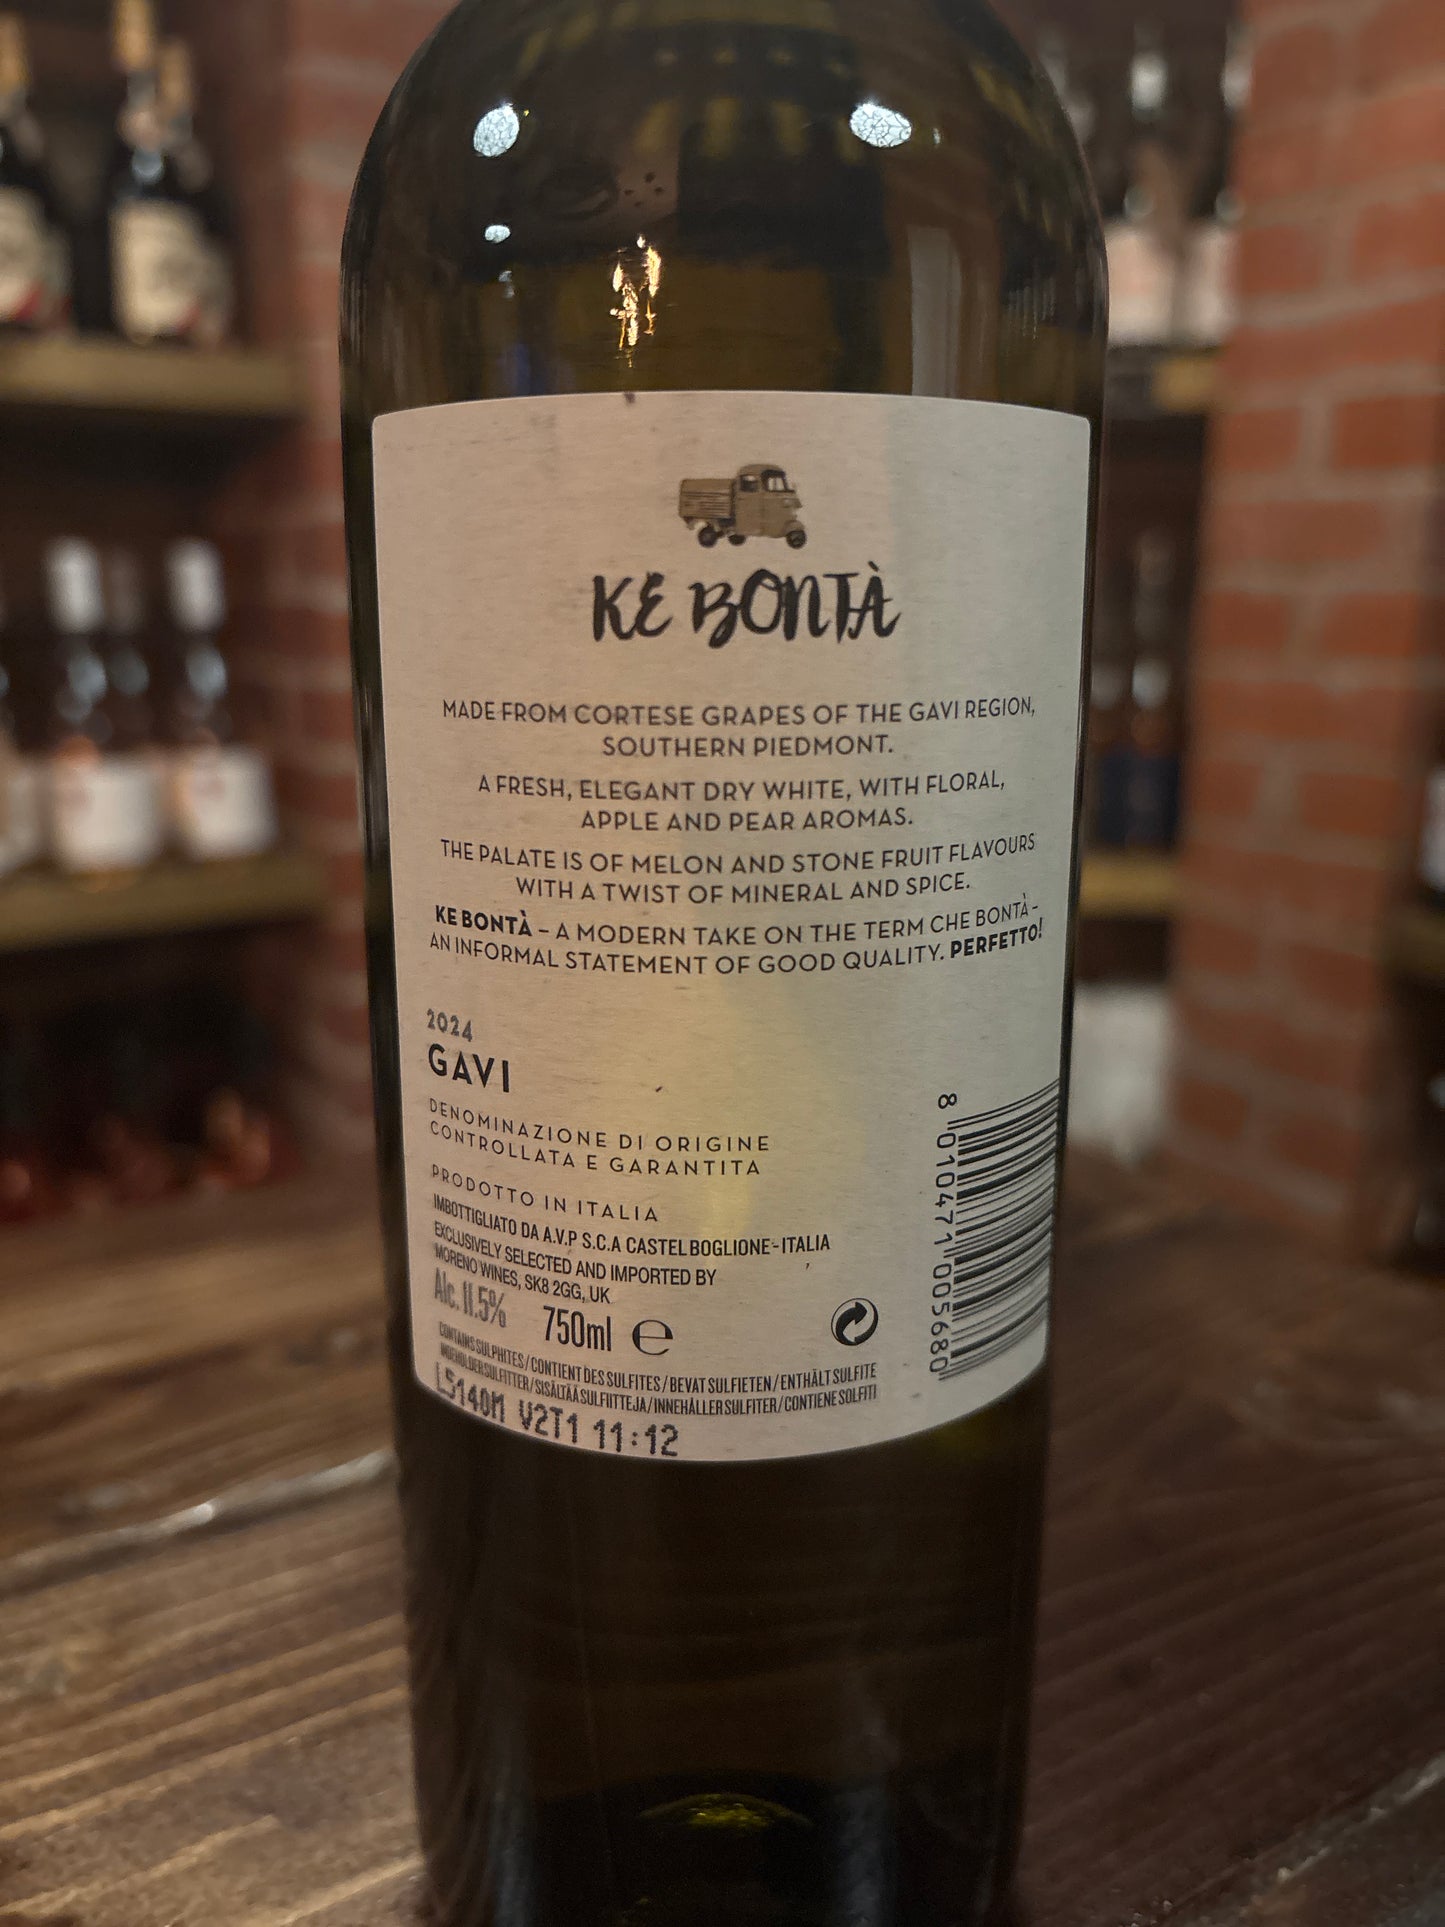 KE BONTÀ
MADE FROM CORTESE GRAPES OF THE GAVI REGION,
SOUTHERN PIEDMONT.
A FRESH, ELEGANT DRY WHITE, WITH FLORAL,
APPLE AND PEAR AROMAS.
THE PALATE IS OF MELON AND STONE FRUIT FLAVOURS
WITH A TWIST OF MINERAL AND SPICE.
KE BONTÀ – A MODERN TAKE ON THE TERM CHE BONTÀ –
AN INFORMAL STATEMENT OF GOOD QUALITY. PERFETTO!
2024
GAVI
DENOMINAZIONE DI ORIGINE
CONTROLLATA E GARANTITA
PRODOTTO IN ITALIA
IMBOTTIGLIATO DA A.V.P S.C.A CASTEL BOGLIONE - ITALIA
EXCLUSIVELY SELECTED AND IMPORTED BY
MORENO WINES, SK8 2GG, UK
Alc. 11.5% 750ml e
CONTAINS SULPHITES / CONTIENT DES SULFITES / BEVAT SULFIETEN / ENTHÄLT SULFITE
INDEHOLDER SULFITTER / SISÄLTÄÄ SULFIITTEJA / INNEHÅLLER SULFITER / CONTIENE SOLFITI
L5140M V2T1 11:12
8 010471 005680